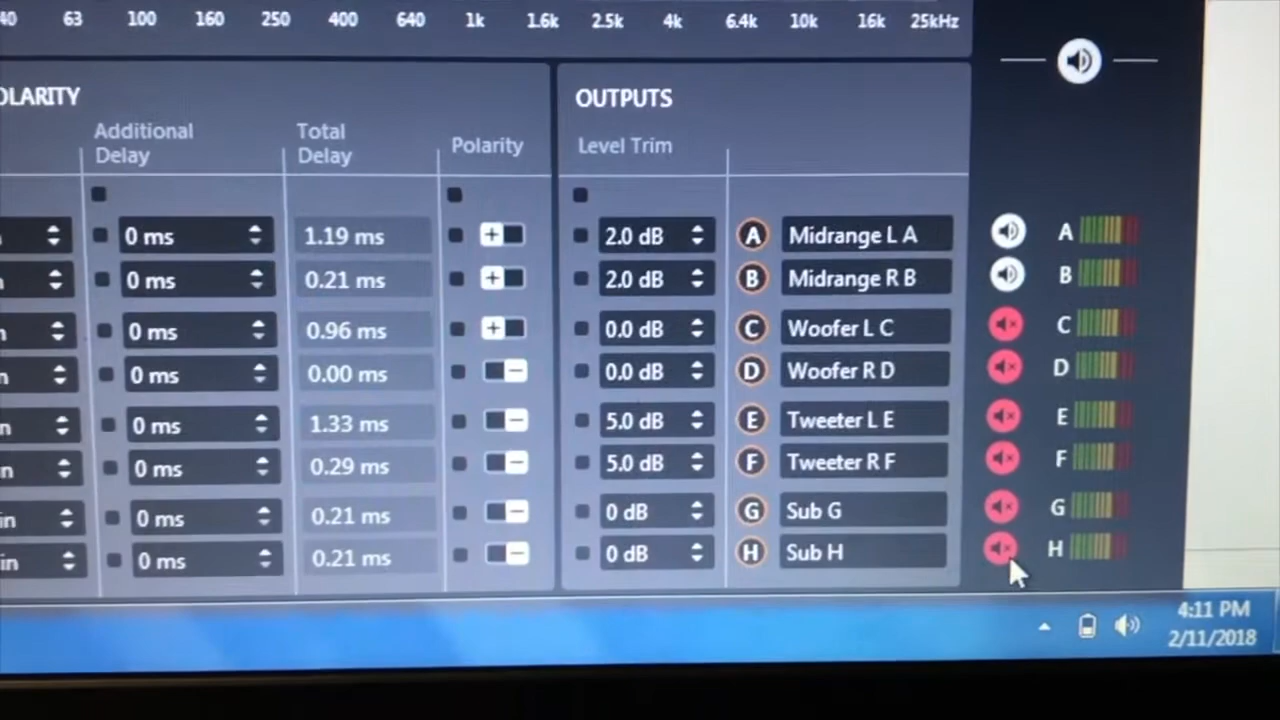 40 63 100 160 250 400 640 1k 1.6k 2.5k 4k 6.4k 10k 16k 25kHz
OLARITY
OUTPUTS
Additional Delay
Total Delay
Polarity
Level Trim
0 ms 1.19 ms + 2.0 dB A Midrange L A A
0 ms 0.21 ms + 2.0 dB B Midrange R B B
0 ms 0.96 ms + 0.0 dB C Woofer L C C
0 ms 0.00 ms − 0.0 dB D Woofer R D D
n 0 ms 1.33 ms − 5.0 dB E Tweeter L E E
n 0 ms 0.29 ms − 5.0 dB F Tweeter R F F
in 0 ms 0.21 ms − 0 dB G Sub G G
in 0 ms 0.21 ms − 0 dB H Sub H H
4:11 PM
2/11/2018